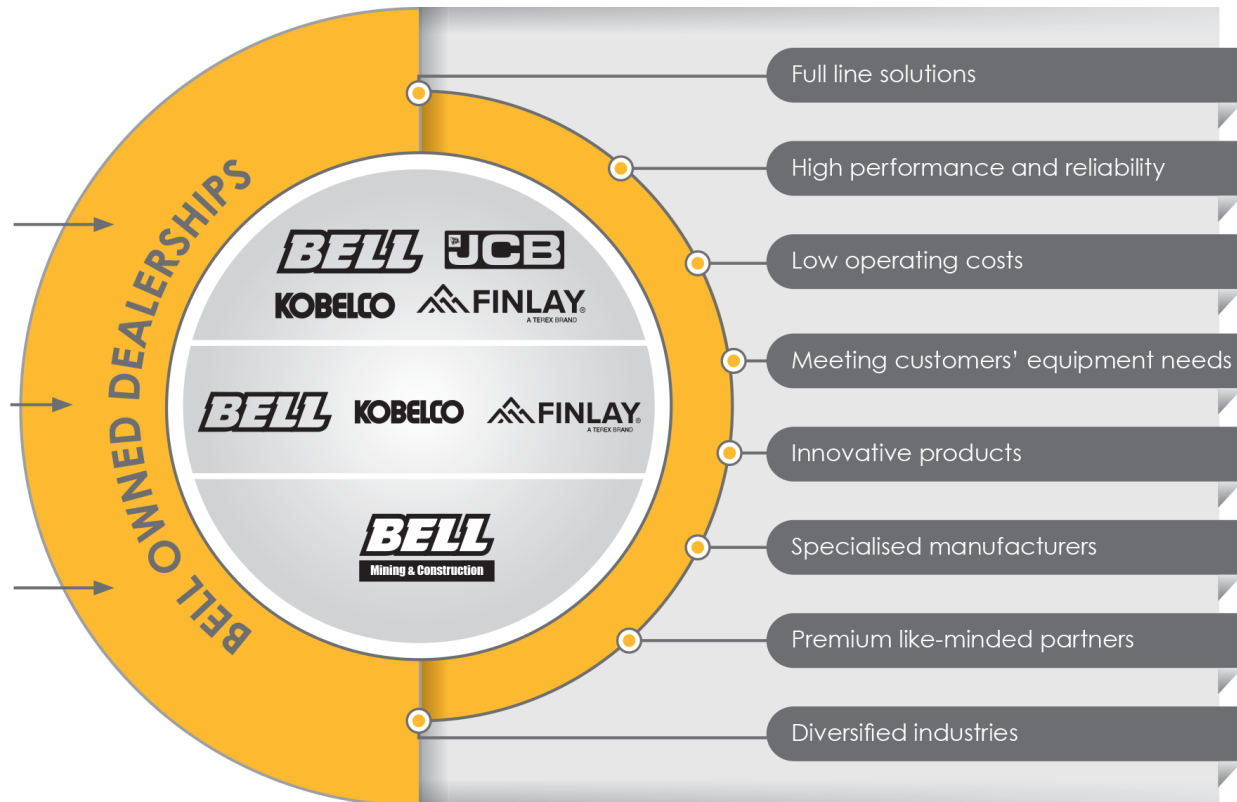 BELL OWNED DEALERSHIPS
BELL JCB
KOBELCO FINLAY®
A TEREX BRAND
BELL KOBELCO FINLAY®
A TEREX BRAND
BELL
Mining & Construction
Full line solutions
High performance and reliability
Low operating costs
Meeting customers’ equipment needs
Innovative products
Specialised manufacturers
Premium like-minded partners
Diversified industries